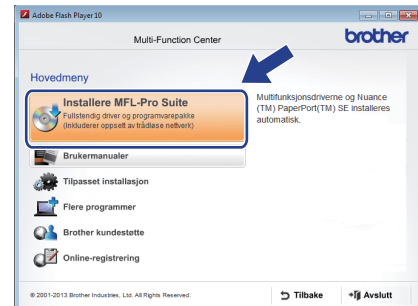 Adobe Flash Player 10
Multi-Function Center
brother
Hovedmeny
Installere MFL-Pro Suite
Fullstendig driver og programvarepakke
(Inkluderer oppsett av trådløse nettverk)
Multifunksjonsdriverne og Nuance
(TM) PaperPort(TM) SE installeres
automatisk.
Brukermanualer
Tilpasset installasjon
Flere programmer
Brother kundestøtte
Online-registrering
© 2001-2013 Brother Industries, Ltd. All Rights Reserved.
Tilbake
Avslutt